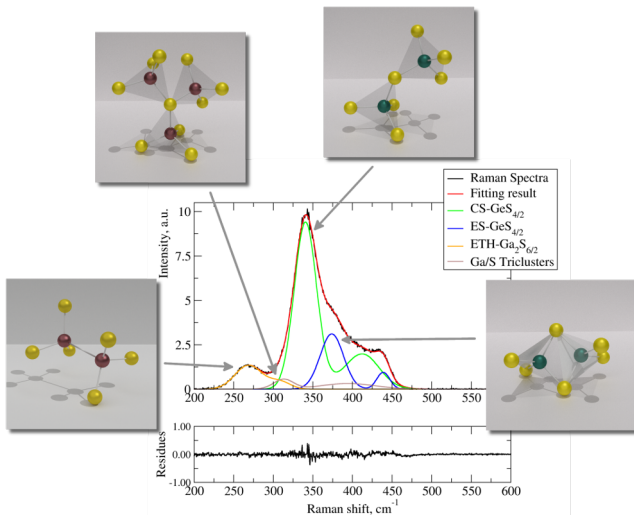 Raman Spectra
Fitting result
CS-GeS4/2
ES-GeS4/2
ETH-Ga2S6/2
Ga/S Triclusters
Intensity, a.u.
10
7.5
5
2.5
0
200 250 300 350 400 450 500 550 600
Residues
1.00
0.00
-1.00
200 250 300 350 400 450 500 550 600
Raman shift, cm-1